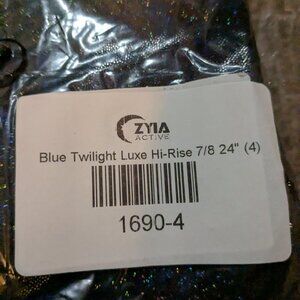 ZYIA
ACTIVE
Blue Twilight Luxe Hi-Rise 7/8 24" (4)
1690-4